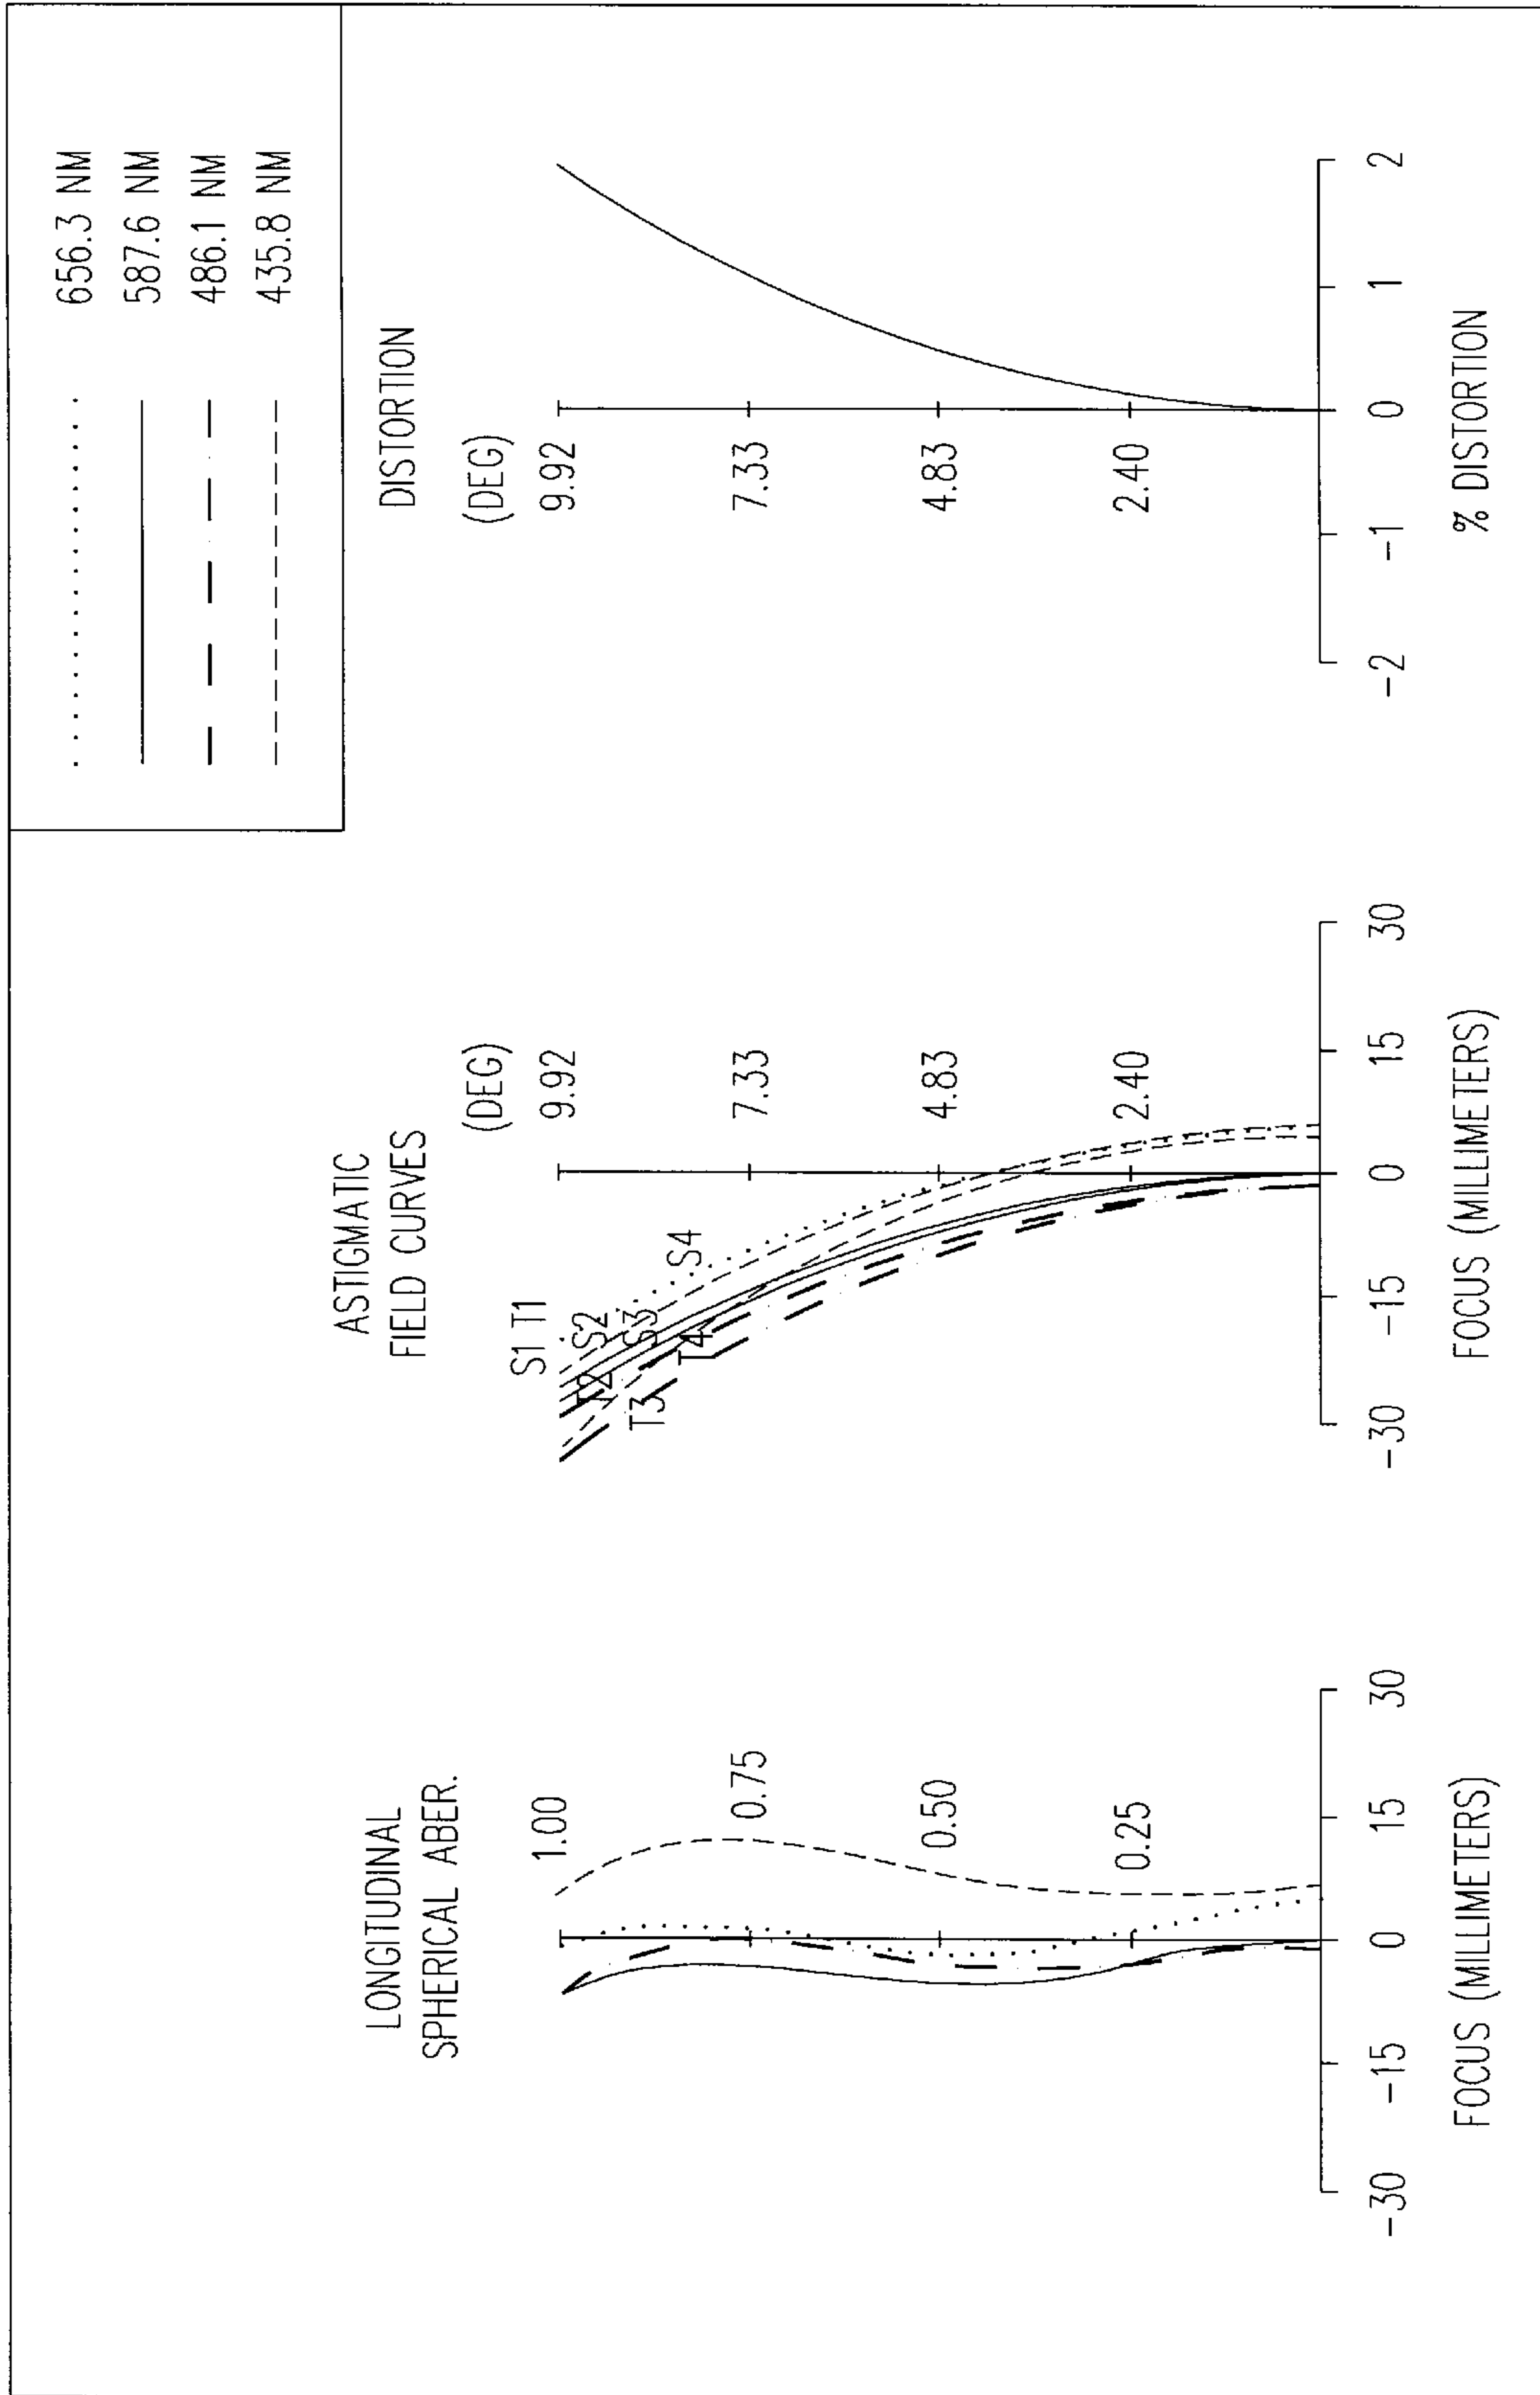 656.3 NM
587.6 NM
486.1 NM
435.8 NM
LONGITUDINAL
SPHERICAL ABER.
1.00
0.75
0.50
0.25
-30 -15 0 15 30
FOCUS (MILLIMETERS)
ASTIGMATIC
FIELD CURVES
(DEG)
9.92
7.33
4.83
2.40
S1 T1
T2 S2
T3 S3
T4 S4
-30 -15 0 15 30
FOCUS (MILLIMETERS)
DISTORTION
(DEG)
9.92
7.33
4.83
2.40
-2 -1 0 1 2
% DISTORTION